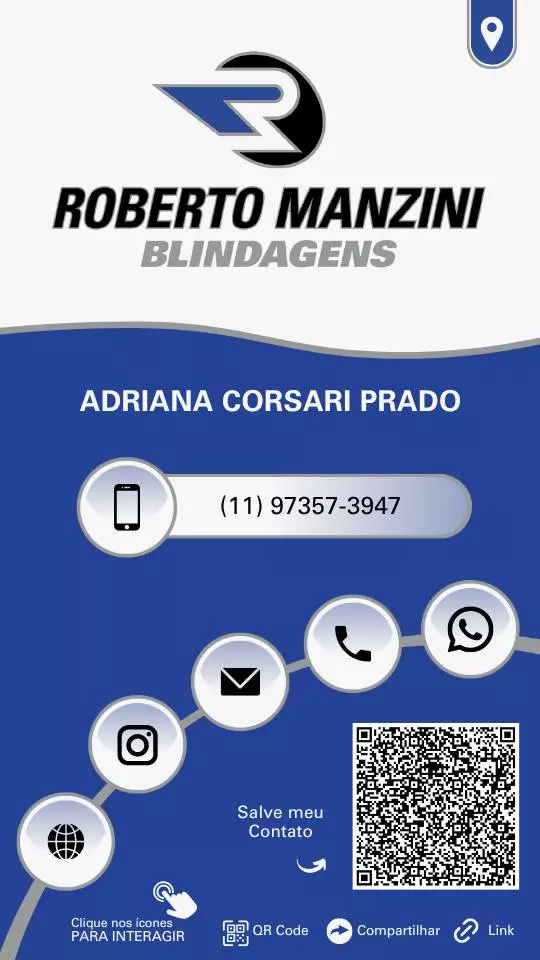 ROBERTO MANZINI
BLINDAGENS
ADRIANA CORSARI PRADO
(11) 97357-3947
Salve meu
Contato
Clique nos ícones
PARA INTERAGIR
QR Code
Compartilhar
Link